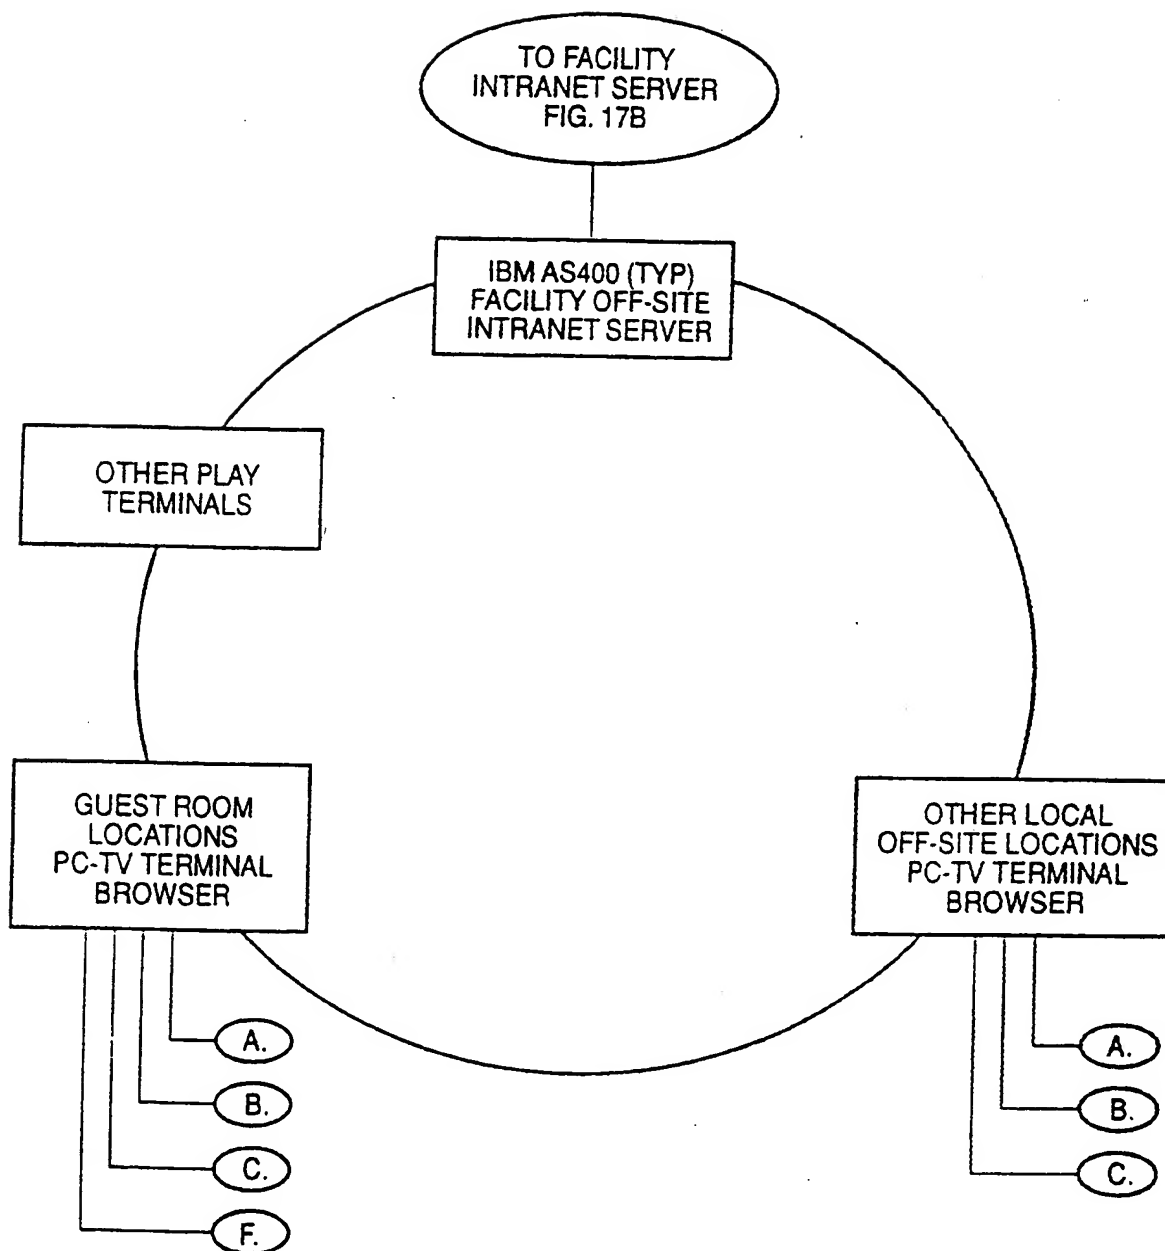 TO FACILITY
INTRANET SERVER
FIG. 17B
IBM AS400 (TYP)
FACILITY OFF-SITE
INTRANET SERVER
OTHER PLAY
TERMINALS
GUEST ROOM
LOCATIONS
PC-TV TERMINAL
BROWSER
A.
B.
C.
F.
OTHER LOCAL
OFF-SITE LOCATIONS
PC-TV TERMINAL
BROWSER
A.
B.
C.